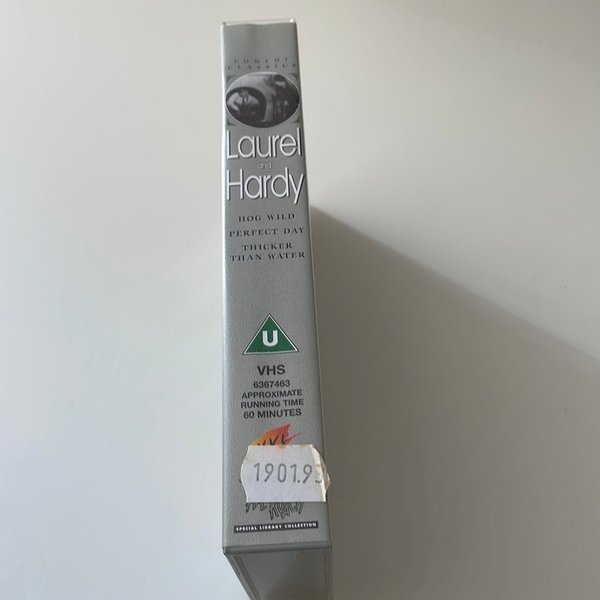 COMEDY
CLASSICS
Laurel
and
Hardy
HOG WILD
PERFECT DAY
THICKER
THAN WATER
U
VHS
6367463
APPROXIMATE
RUNNING TIME
60 MINUTES
1901.93
SPECIAL LIBRARY COLLECTION